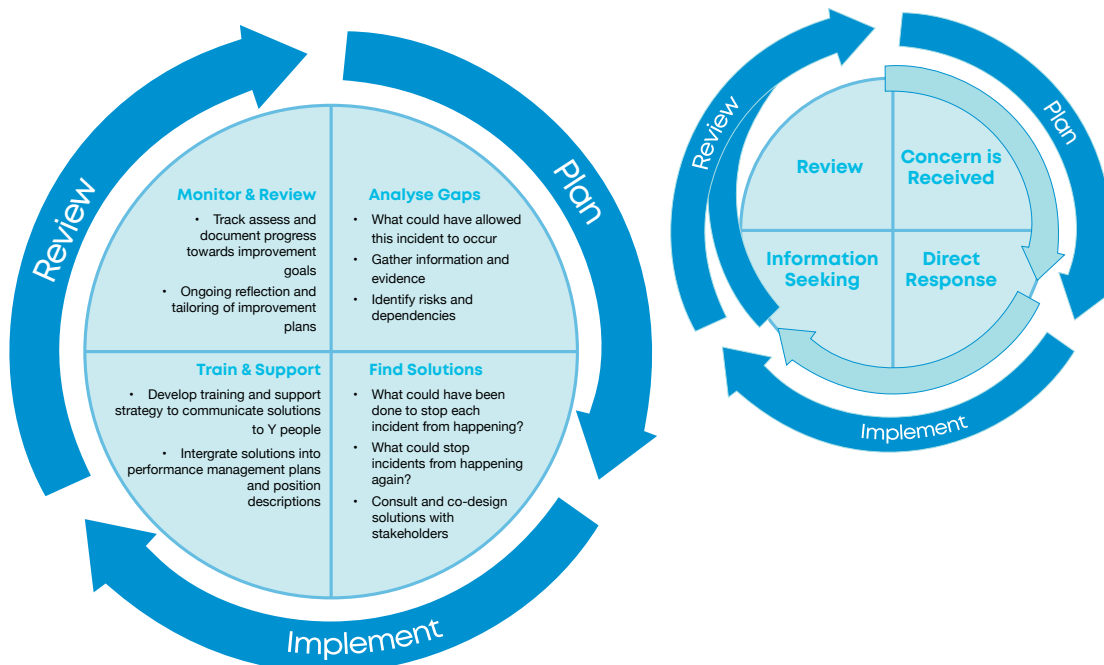 Review
Plan
Implement
Monitor & Review
• Track assess and
document progress
towards improvement
goals
• Ongoing reflection and
tailoring of improvement
plans
Analyse Gaps
• What could have allowed
this incident to occur
• Gather information and
evidence
• Identify risks and
dependencies
Train & Support
• Develop training and support
strategy to communicate solutions
to Y people
• Intergrate solutions into
performance management plans
and position
descriptions
Find Solutions
• What could have been
done to stop each
incident from happening?
• What could stop
incidents from happening
again?
• Consult and co-design
solutions with
stakeholders
Review
Plan
Implement
Review
Concern is
Received
Information
Seeking
Direct
Response